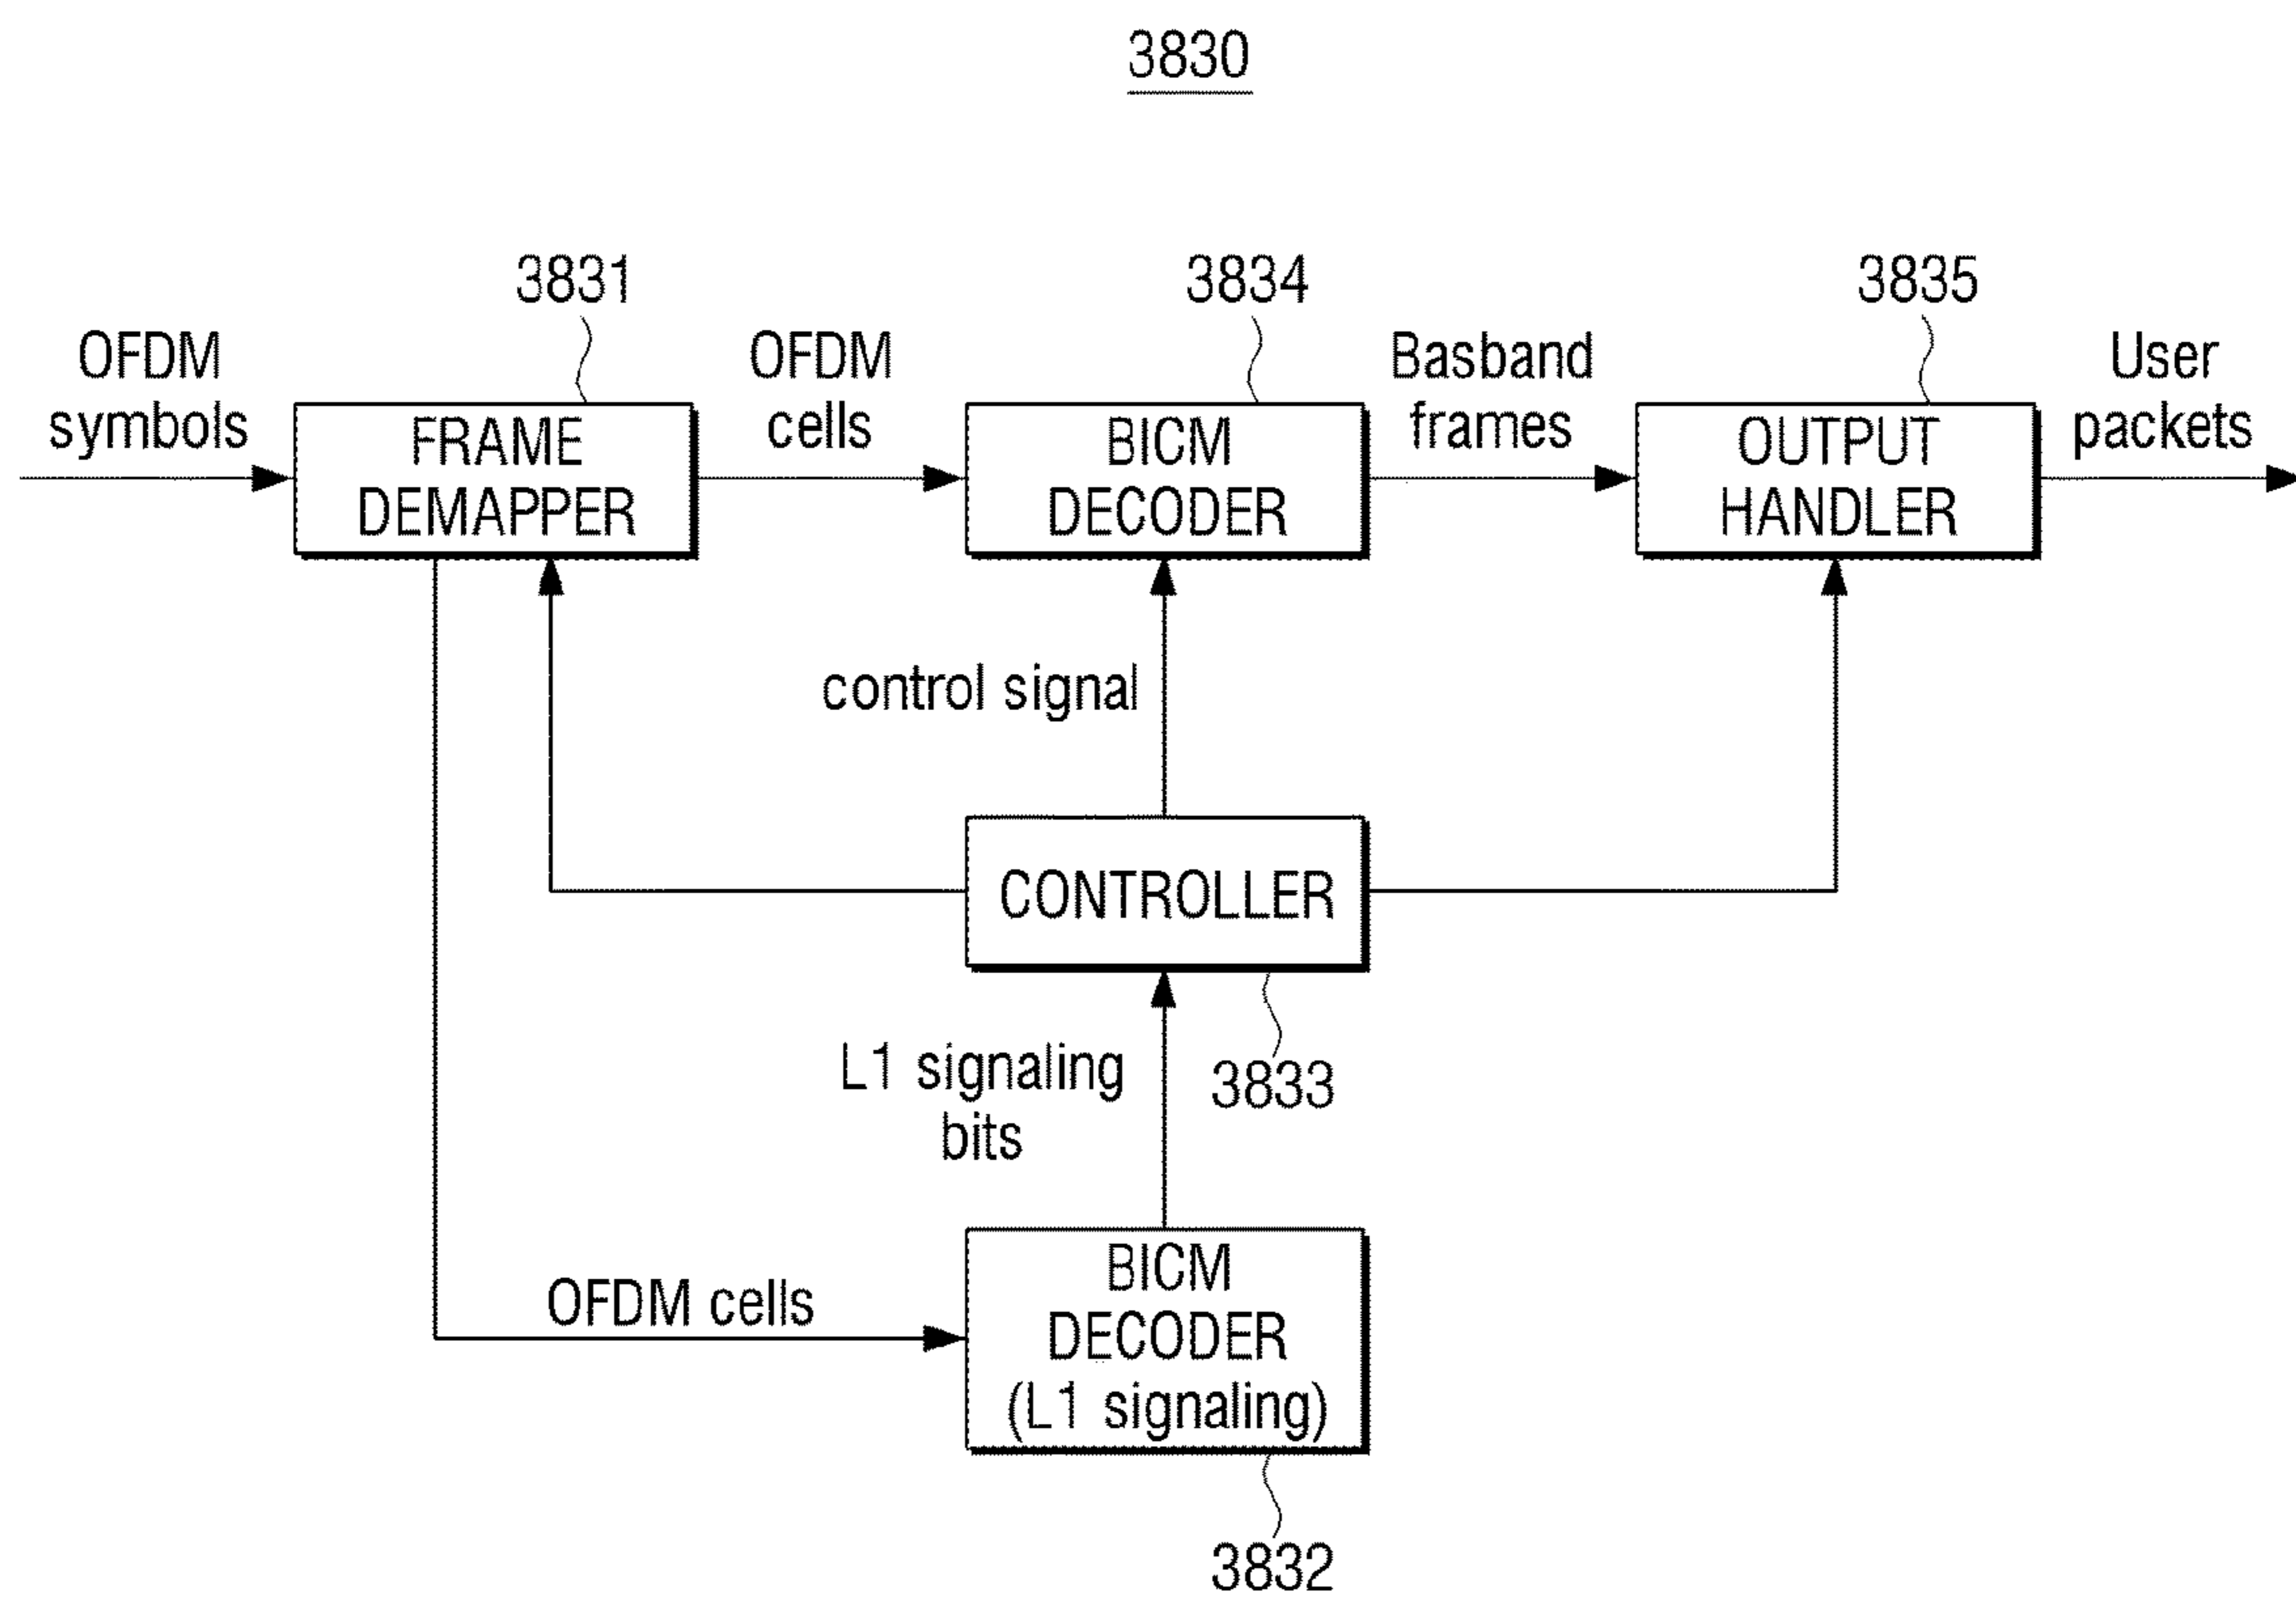 3830
3831
3834
3835
OFDM
symbols
OFDM
cells
Basband
frames
User
packets
FRAME
DEMAPPER
BICM
DECODER
OUTPUT
HANDLER
control signal
CONTROLLER
L1 signaling
bits
3833
OFDM cells
BICM
DECODER
(L1 signaling)
3832